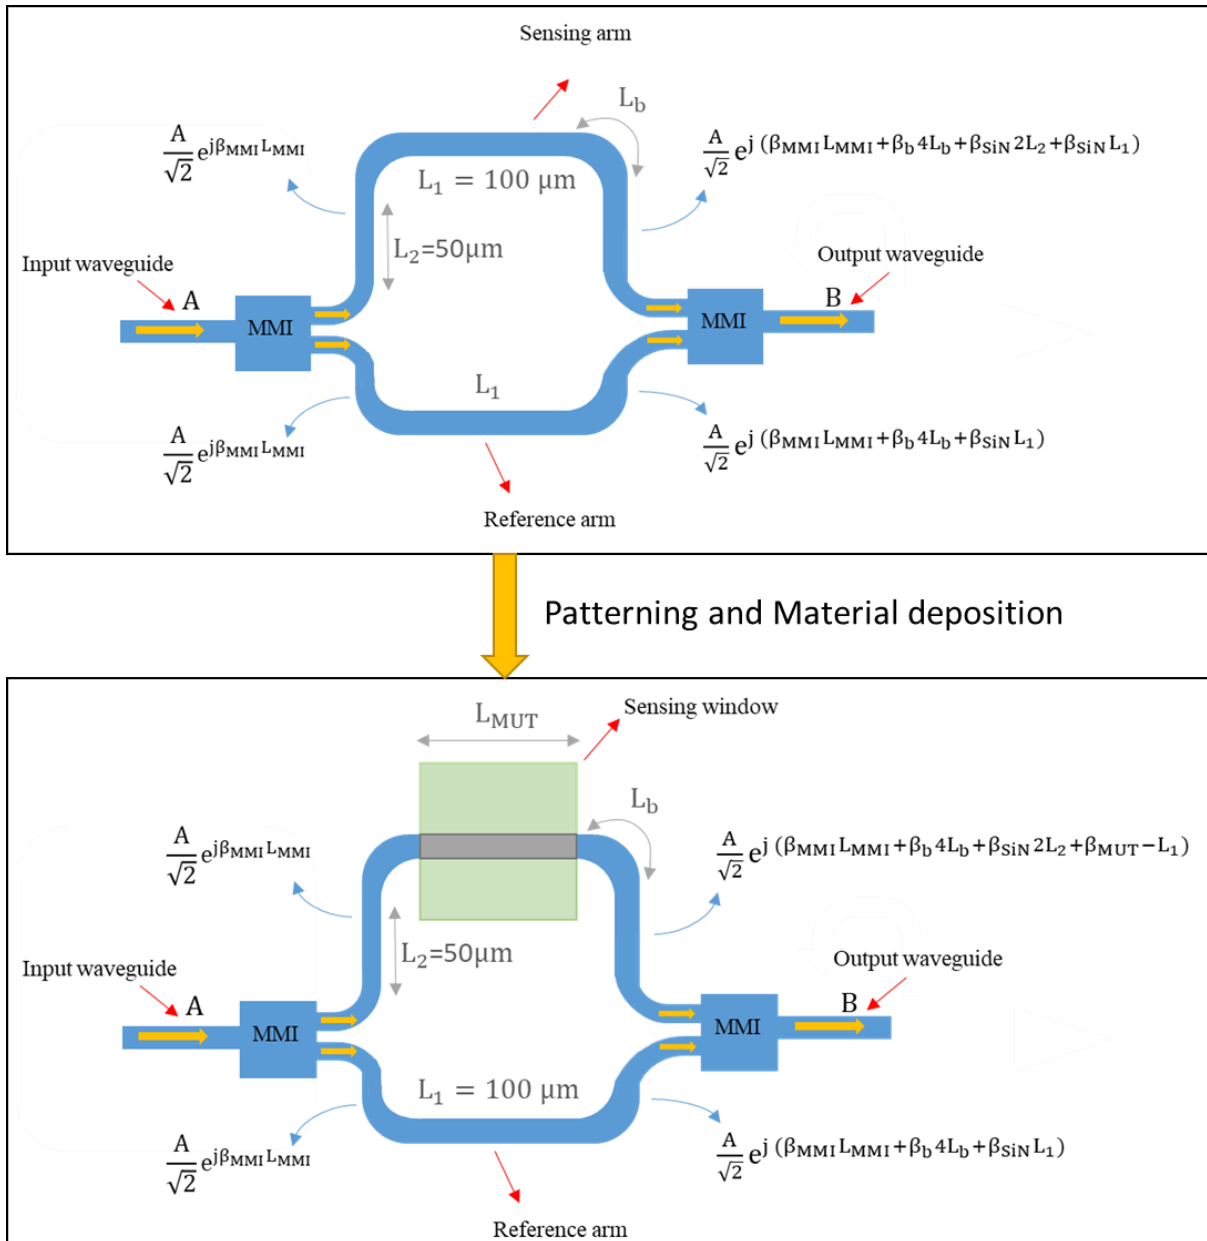 Sensing arm
L_b
A/√2 e^{jβ_MMI L_MMI}
A/√2 e^{j (β_MMI L_MMI+β_b 4L_b+β_SiN 2L_2+β_SiN L_1)}
L_1 = 100 μm
L_2=50μm
Input waveguide
Output waveguide
A
B
MMI
MMI
L_1
A/√2 e^{jβ_MMI L_MMI}
A/√2 e^{j (β_MMI L_MMI+β_b 4L_b+β_SiN L_1)}
Reference arm
Patterning and Material deposition
L_MUT
Sensing window
L_b
A/√2 e^{jβ_MMI L_MMI}
A/√2 e^{j (β_MMI L_MMI+β_b 4L_b+β_SiN 2L_2+β_MUT−L_1)}
L_2=50μm
Input waveguide
Output waveguide
A
B
MMI
MMI
L_1 = 100 μm
A/√2 e^{jβ_MMI L_MMI}
A/√2 e^{j (β_MMI L_MMI+β_b 4L_b+β_SiN L_1)}
Reference arm